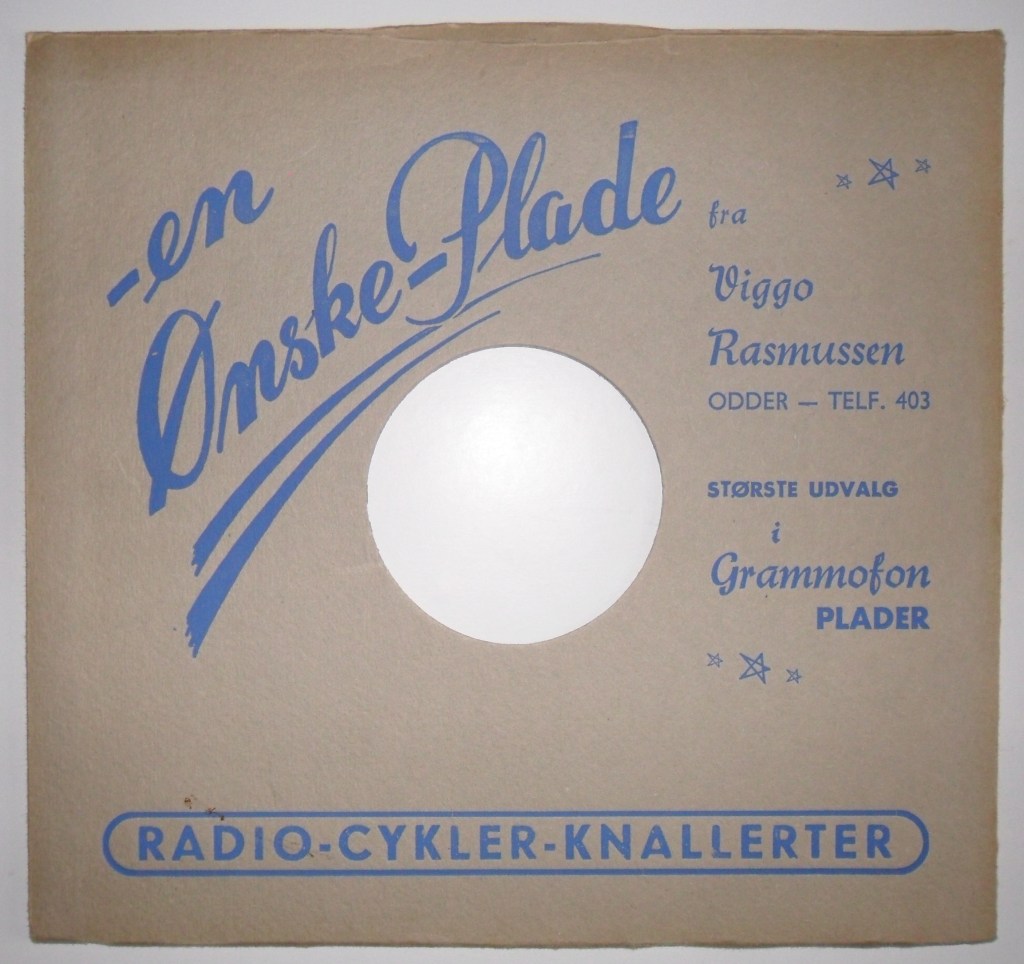 -en
Ønske-Plade
fra
Viggo
Rasmussen
ODDER — TELF. 403
STØRSTE UDVALG
i
Grammofon
PLADER
RADIO-CYKLER-KNALLERTER